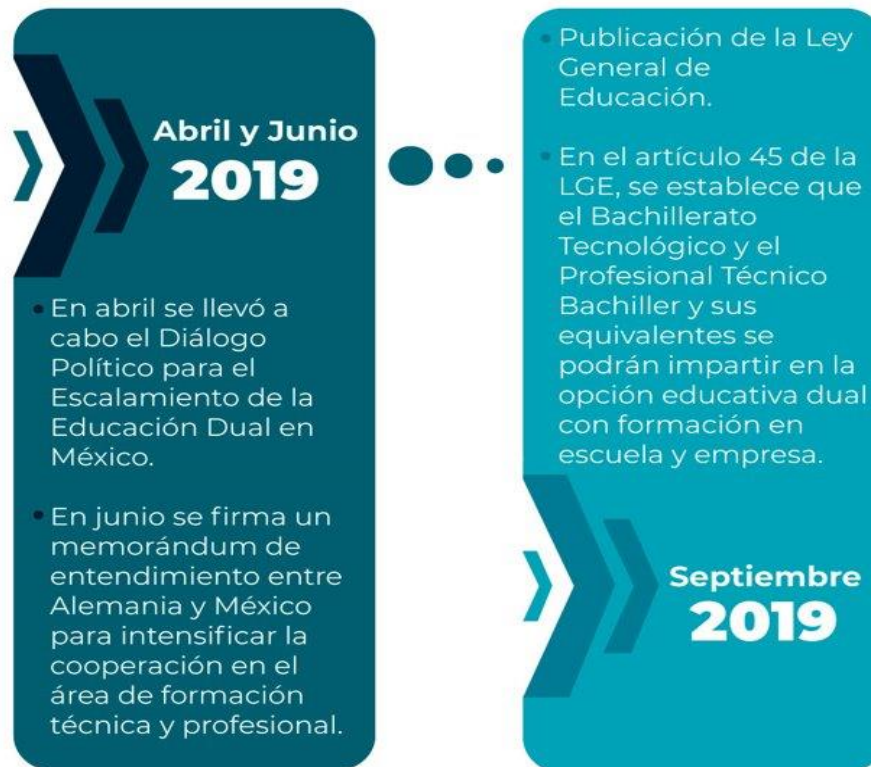 Abril y Junio
2019
• En abril se llevó a
cabo el Diálogo
Político para el
Escalamiento de la
Educación Dual en
México.
• En junio se firma un
memorándum de
entendimiento entre
Alemania y México
para intensificar la
cooperación en el
área de formación
técnica y profesional.
• Publicación de la Ley
General de
Educación.
• En el artículo 45 de la
LGE, se establece que
el Bachillerato
Tecnológico y el
Profesional Técnico
Bachiller y sus
equivalentes se
podrán impartir en la
opción educativa dual
con formación en
escuela y empresa.
Septiembre
2019